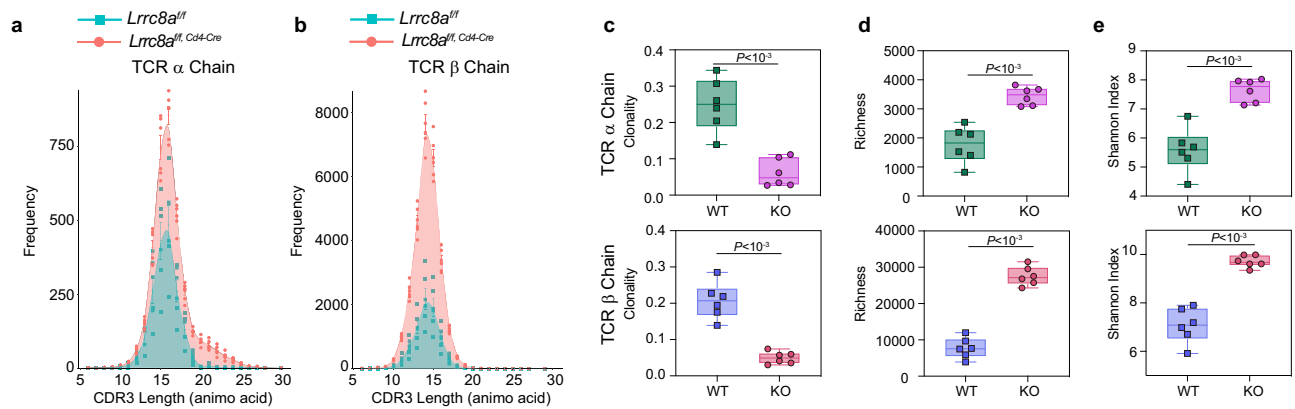 a
Lrrc8a^f/f
Lrrc8a^f/f, Cd4-Cre
TCR α Chain
Frequency
750
500
250
0
5 10 15 20 25 30
CDR3 Length (animo acid)
b
Lrrc8a^f/f
Lrrc8a^f/f, Cd4-Cre
TCR β Chain
Frequency
8000
6000
4000
2000
0
5 10 15 20 25 30
CDR3 Length (animo acid)
c
TCR α Chain
Clonality
0.4
0.3
0.2
0.1
0.0
P<10⁻³
WT KO
TCR β Chain
Clonality
0.4
0.3
0.2
0.1
0.0
P<10⁻³
WT KO
d
Richness
5000
4000
3000
2000
1000
0
P<10⁻³
WT KO
Richness
40000
30000
20000
10000
0
P<10⁻³
WT KO
e
Shannon Index
9
8
7
6
5
4
P<10⁻³
WT KO
Shannon Index
10
8
6
P<10⁻³
WT KO